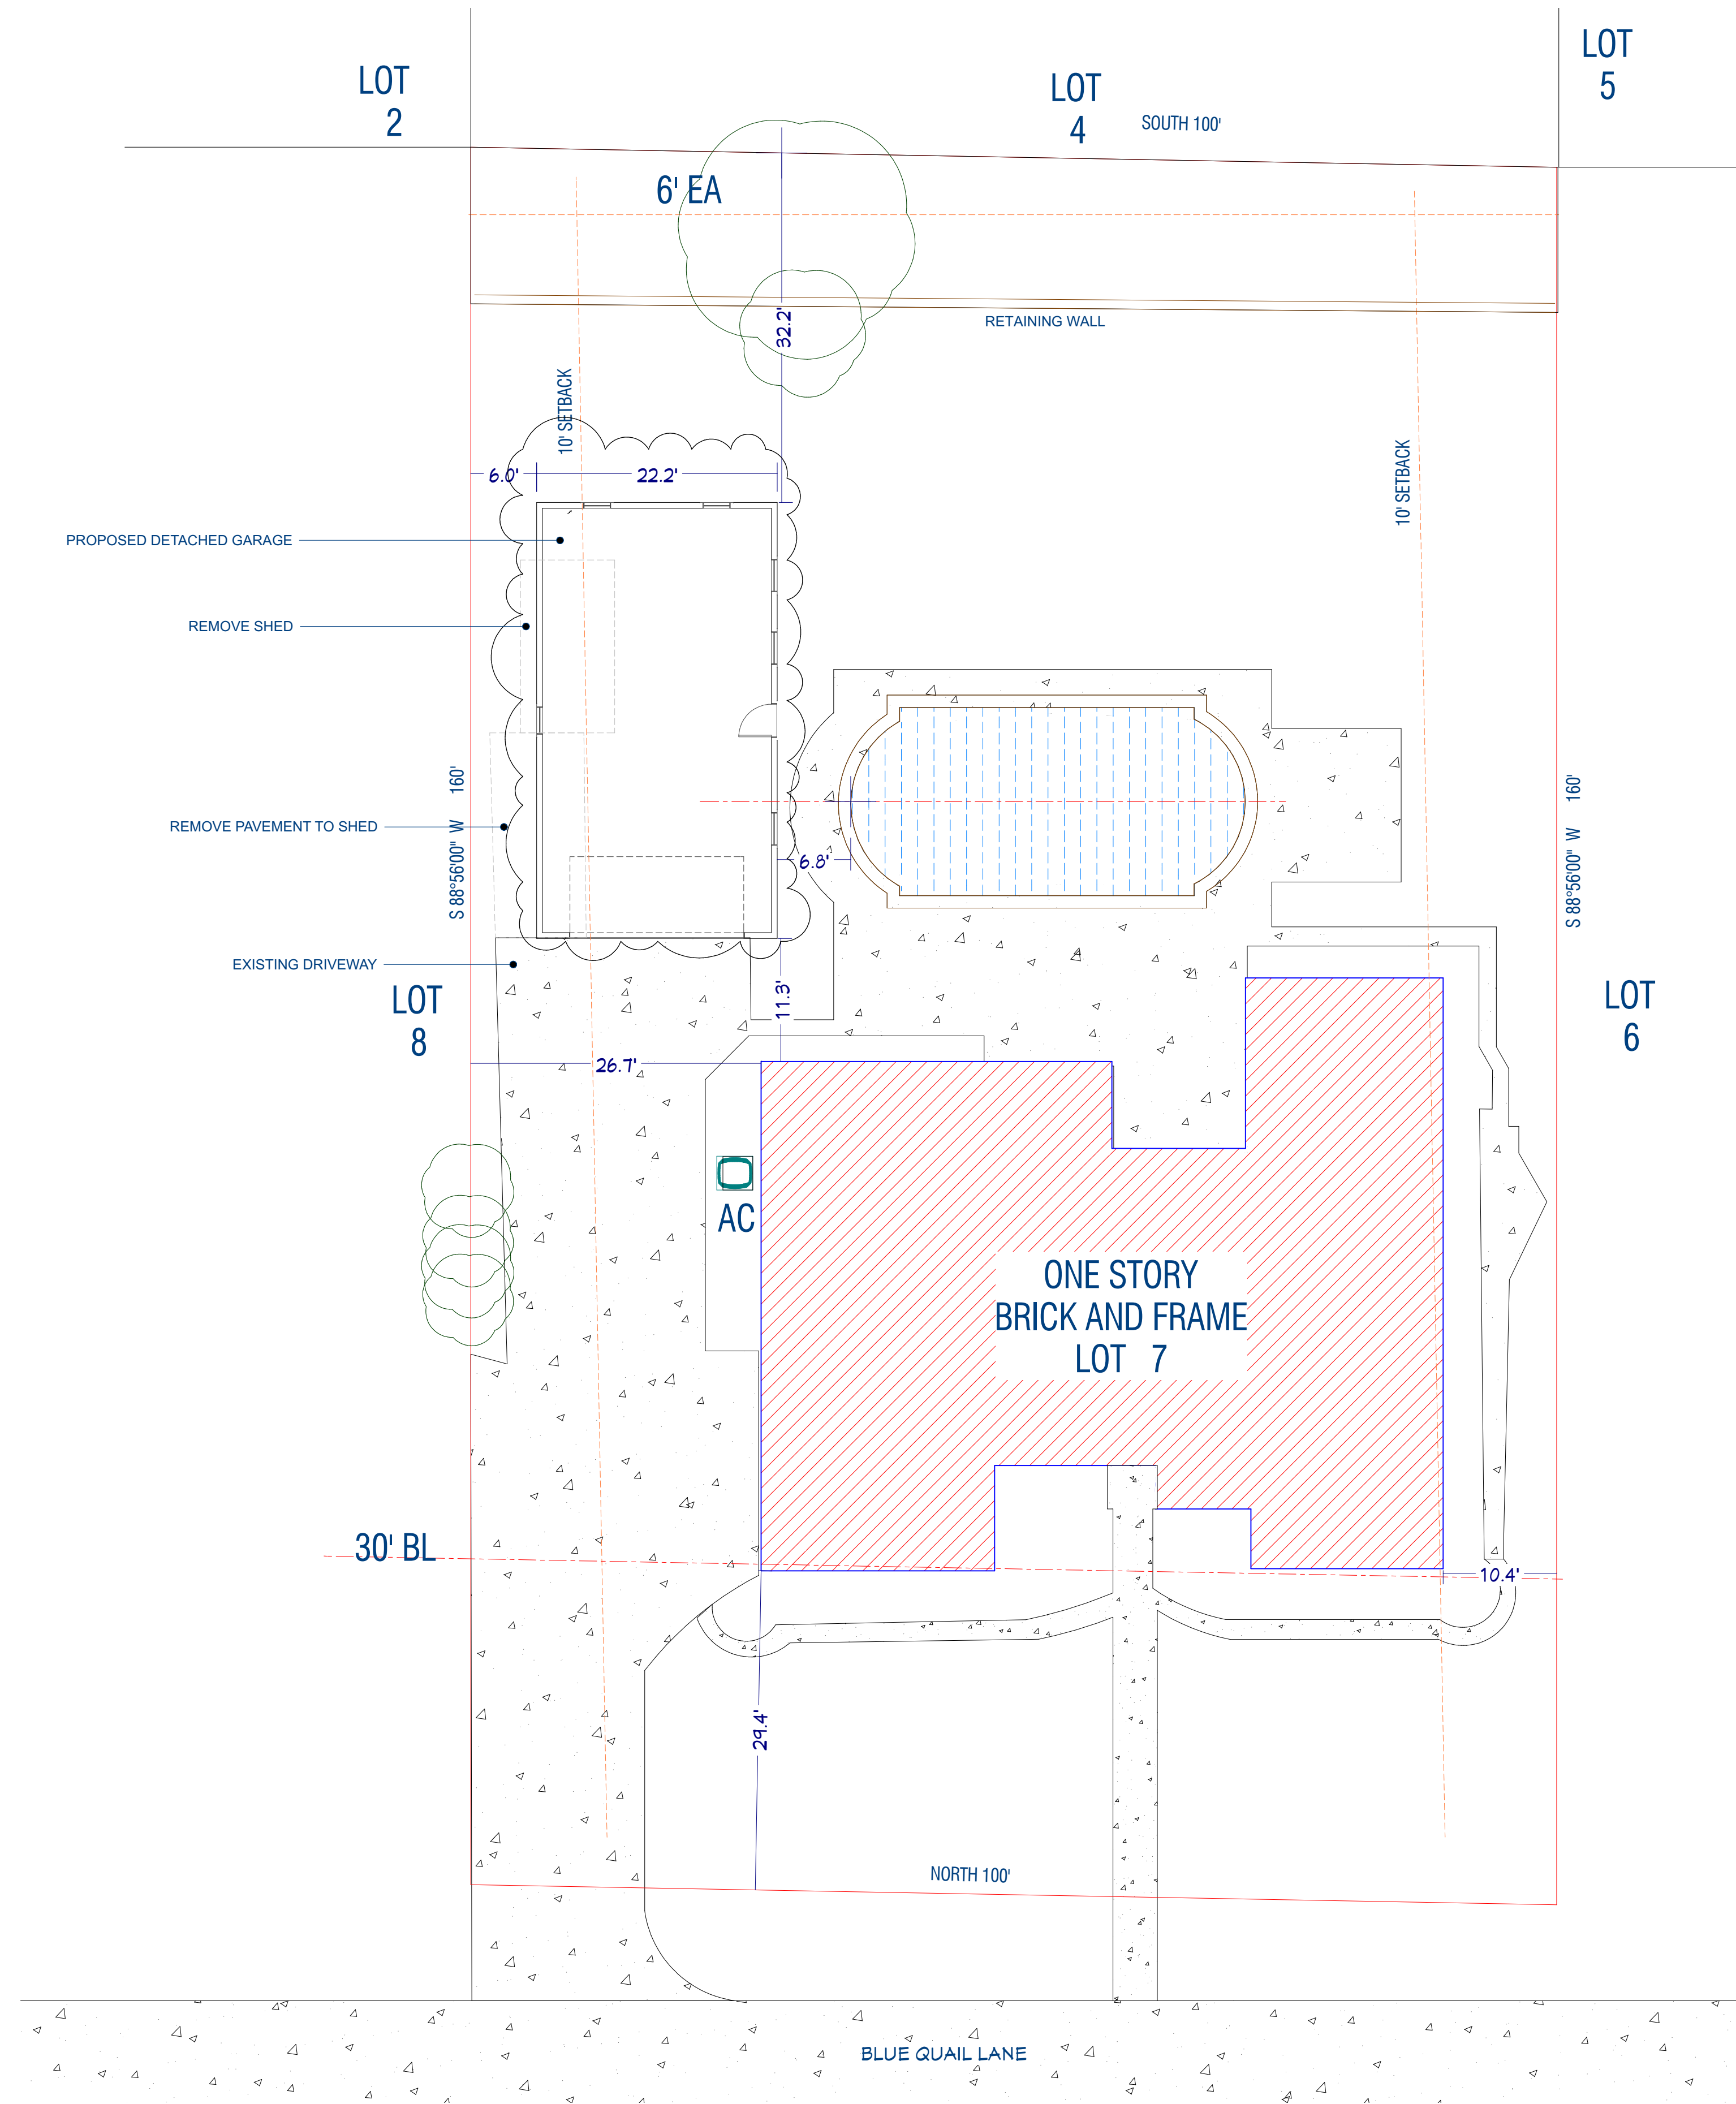 LOT
5
LOT
2
LOT
4
SOUTH 100'
6' EA
32.2'
RETAINING WALL
10' SETBACK
10' SETBACK
6.0'
22.2'
PROPOSED DETACHED GARAGE
REMOVE SHED
S 88°56'00" W 160'
S 88°56'00" W 160'
REMOVE PAVEMENT TO SHED
6.8'
EXISTING DRIVEWAY
LOT
8
11.3'
LOT
6
26.7'
AC
ONE STORY
BRICK AND FRAME
LOT 7
30' BL
10.4'
29.4'
NORTH 100'
BLUE QUAIL LANE